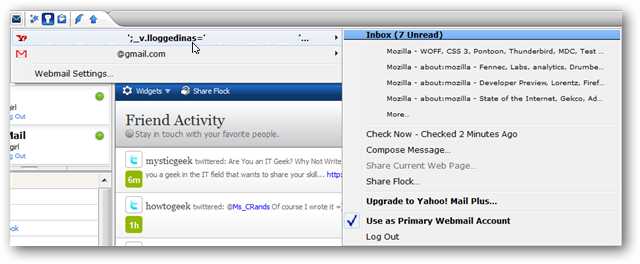 ';_v.lloggedinas=' '...
@gmail.com
Webmail Settings...
girl
Log Out
Mail
girl
g Out
Widgets Share Flock
Friend Activity
Stay in touch with your favorite people.
mysticgeek twittered: Are You an IT Geek? Why Not Write
you a geek in the IT field that wants to share your skill... http:
6m
howtogeek twittered: @Ms_CRands Of course I wrote it =
1h
Inbox (7 Unread)
Mozilla - WOFF, CSS 3, Pontoon, Thunderbird, MDC, Test ...
Mozilla - about:mozilla - Fennec, Labs. analytics, Drumbe...
Mozilla - about:mozilla - Developer Preview, Lorentz, Firef...
Mozilla - about:mozilla - State of the Internet, Gekco, Ad...
More...
Check Now - Checked 2 Minutes Ago
Compose Message...
Share Current Web Page...
Share Flock...
Upgrade to Yahoo! Mail Plus...
Use as Primary Webmail Account
Log Out